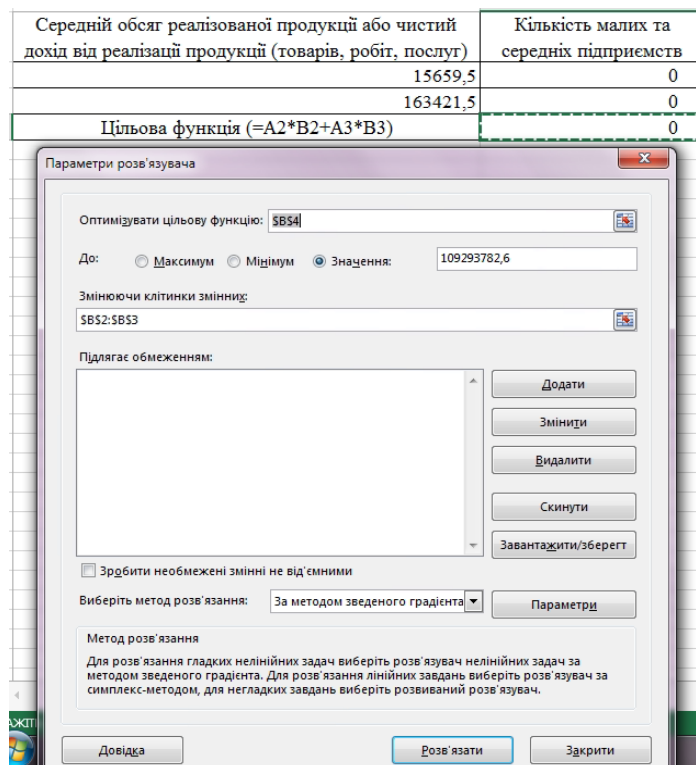 Середній обсяг реалізованої продукції або чистий
дохід від реалізації продукції (товарів, робіт, послуг)
Кількість малих та
середніх підприємств
15659,5
0
163421,5
0
Цільова функція (=A2*B2+A3*B3)
0
Параметри розв'язувача
Оптимізувати цільову функцію:
$B$4
До:
Максимум
Мінімум
Значення:
109293782,6
Змінюючи клітинки змінних:
$B$2:$B$3
Підлягає обмеженням:
Додати
Змінити
Видалити
Скинути
Завантажити/зберегт
Зробити необмежені змінні не від'ємними
Виберіть метод розв'язання:
За методом зведеного градієнта
Параметри
Метод розв'язання
Для розв'язання гладких нелінійних задач виберіть розв'язувач нелінійних задач за
методом зведеного градієнта. Для розв'язання лінійних завдань виберіть розв'язувач за
симплекс-методом, для негладких завдань виберіть розвиваний розв'язувач.
Довідка
Розв'язати
Закрити